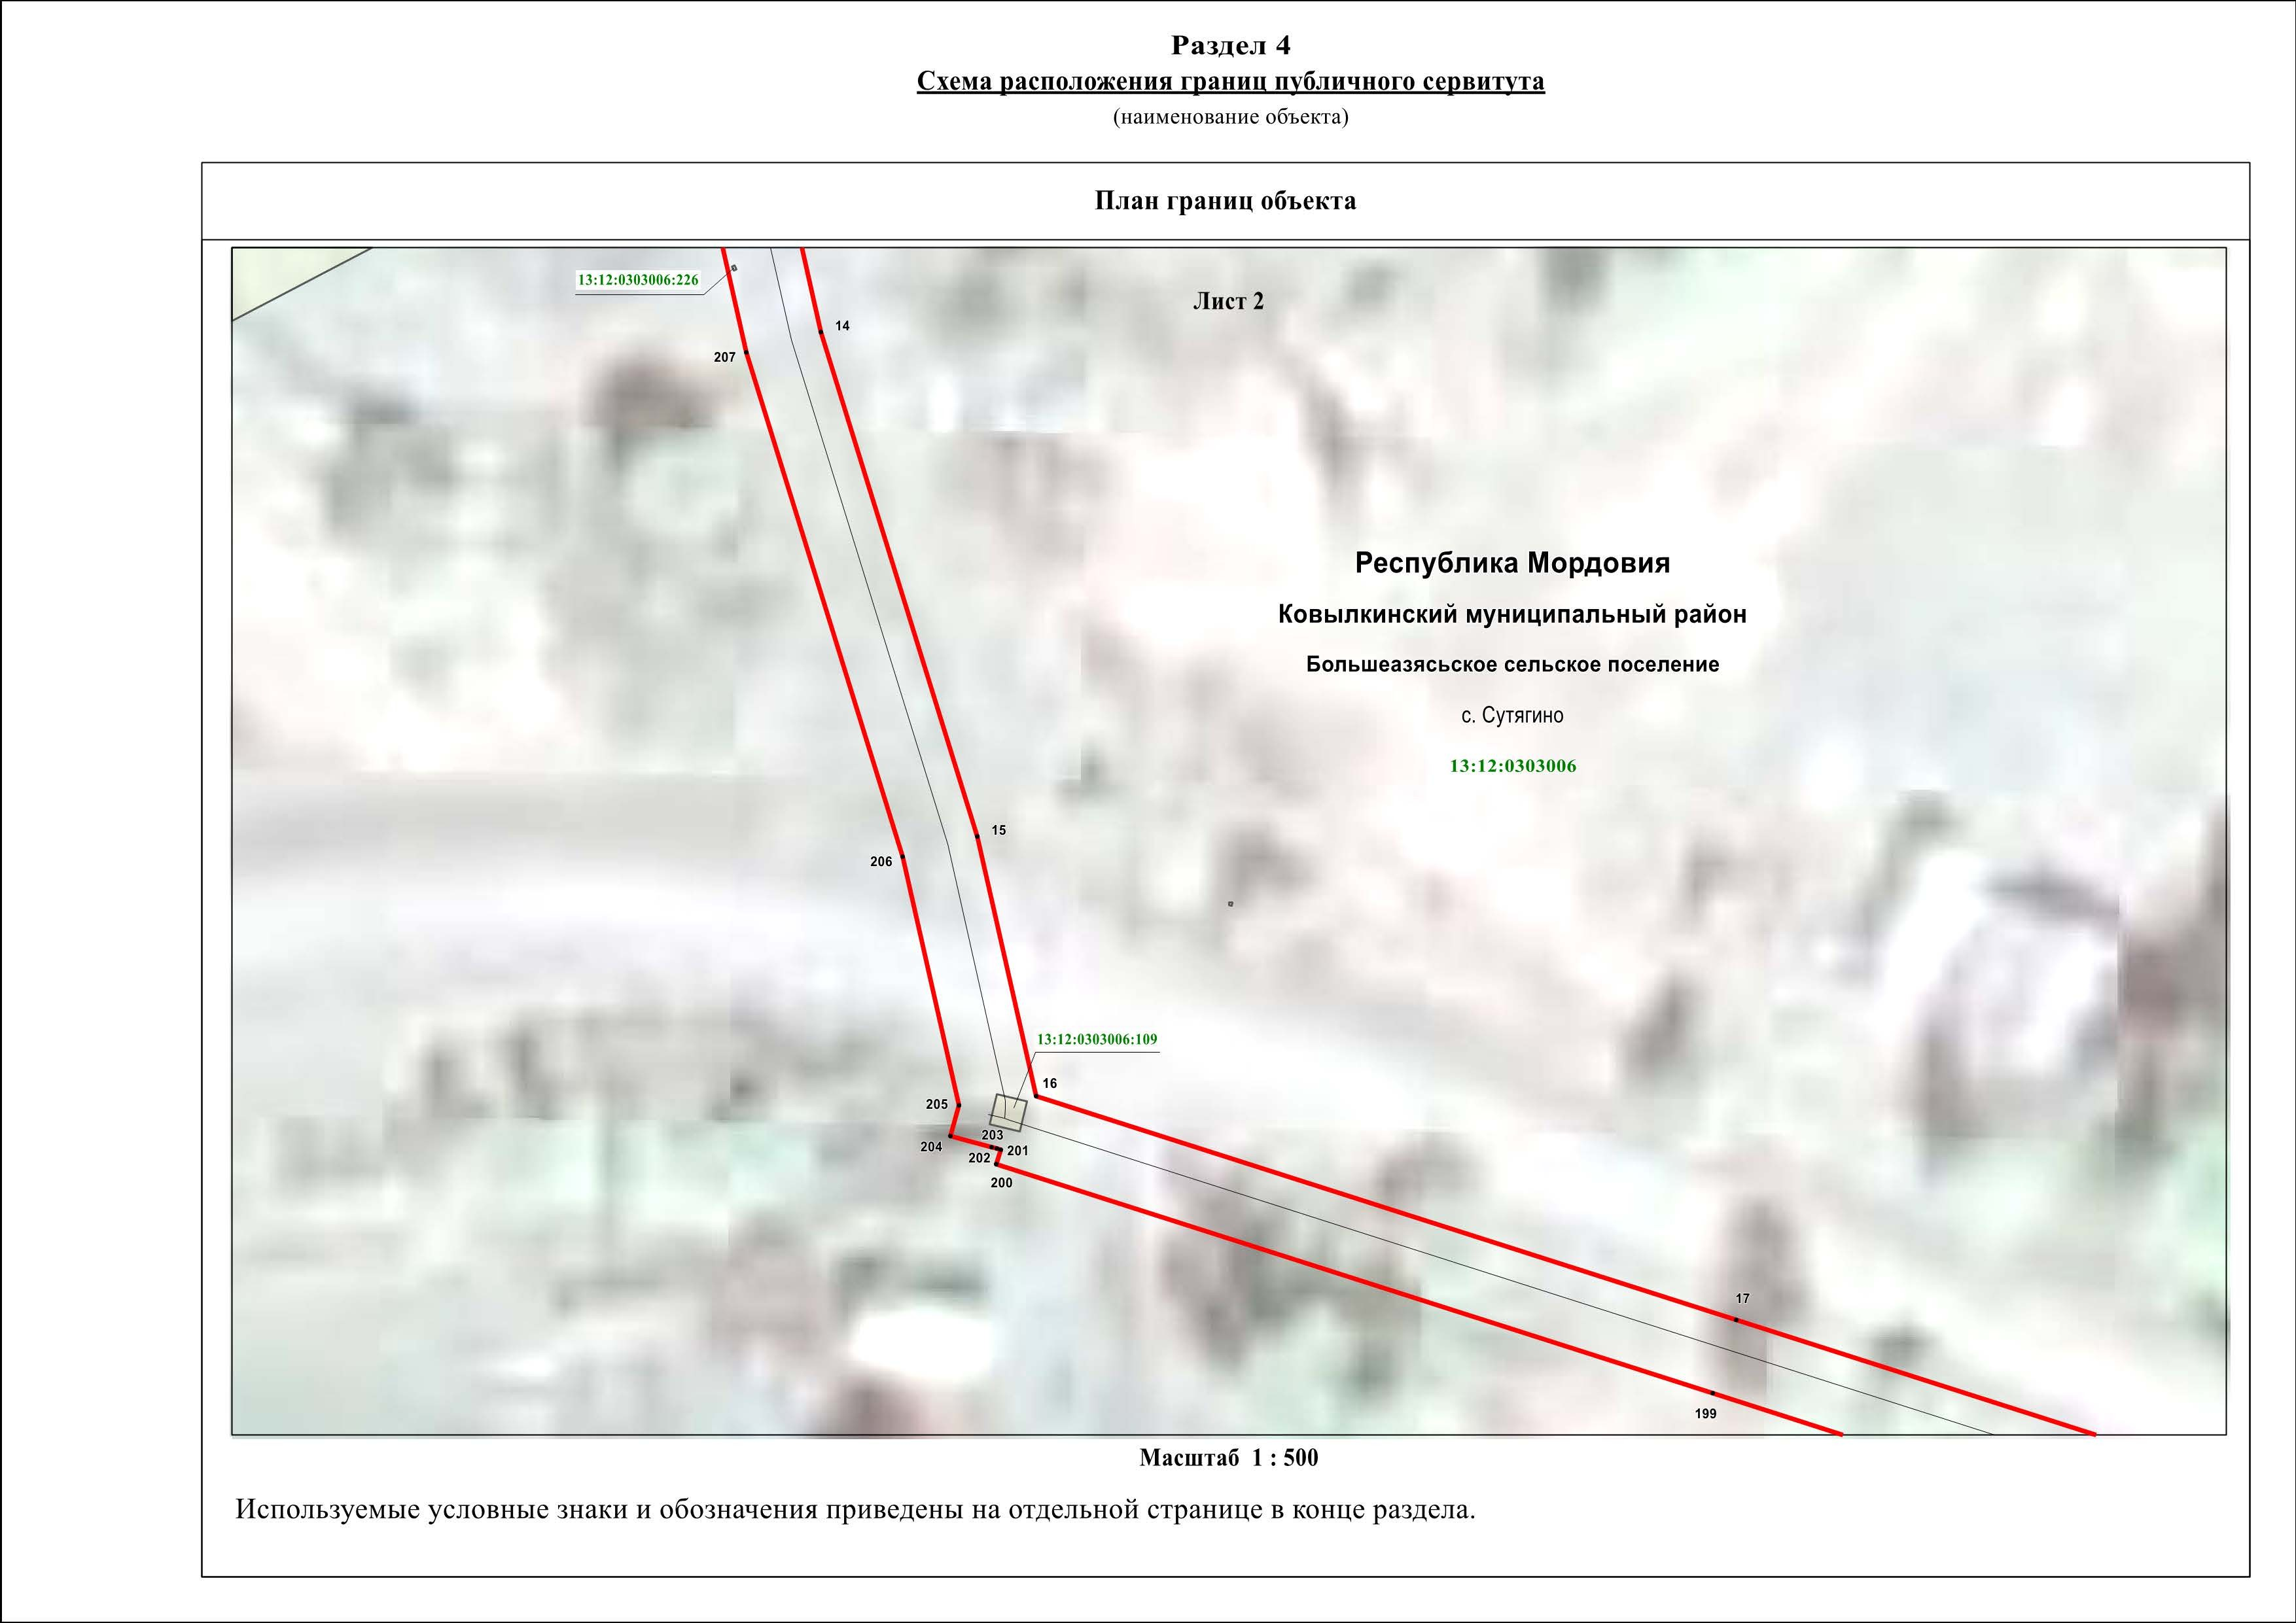 Раздел 4
Схема расположения границ публичного сервитута
(наименование объекта)
План границ объекта
13:12:0303006:226
Лист 2
14
207
Республика Мордовия
Ковылкинский муниципальный район
Большеазясьское сельское поселение
с. Сутягино
13:12:0303006
15
206
13:12:0303006:109
16
205
203
204
201
202
200
17
199
Масштаб 1 : 500
Используемые условные знаки и обозначения приведены на отдельной странице в конце раздела.